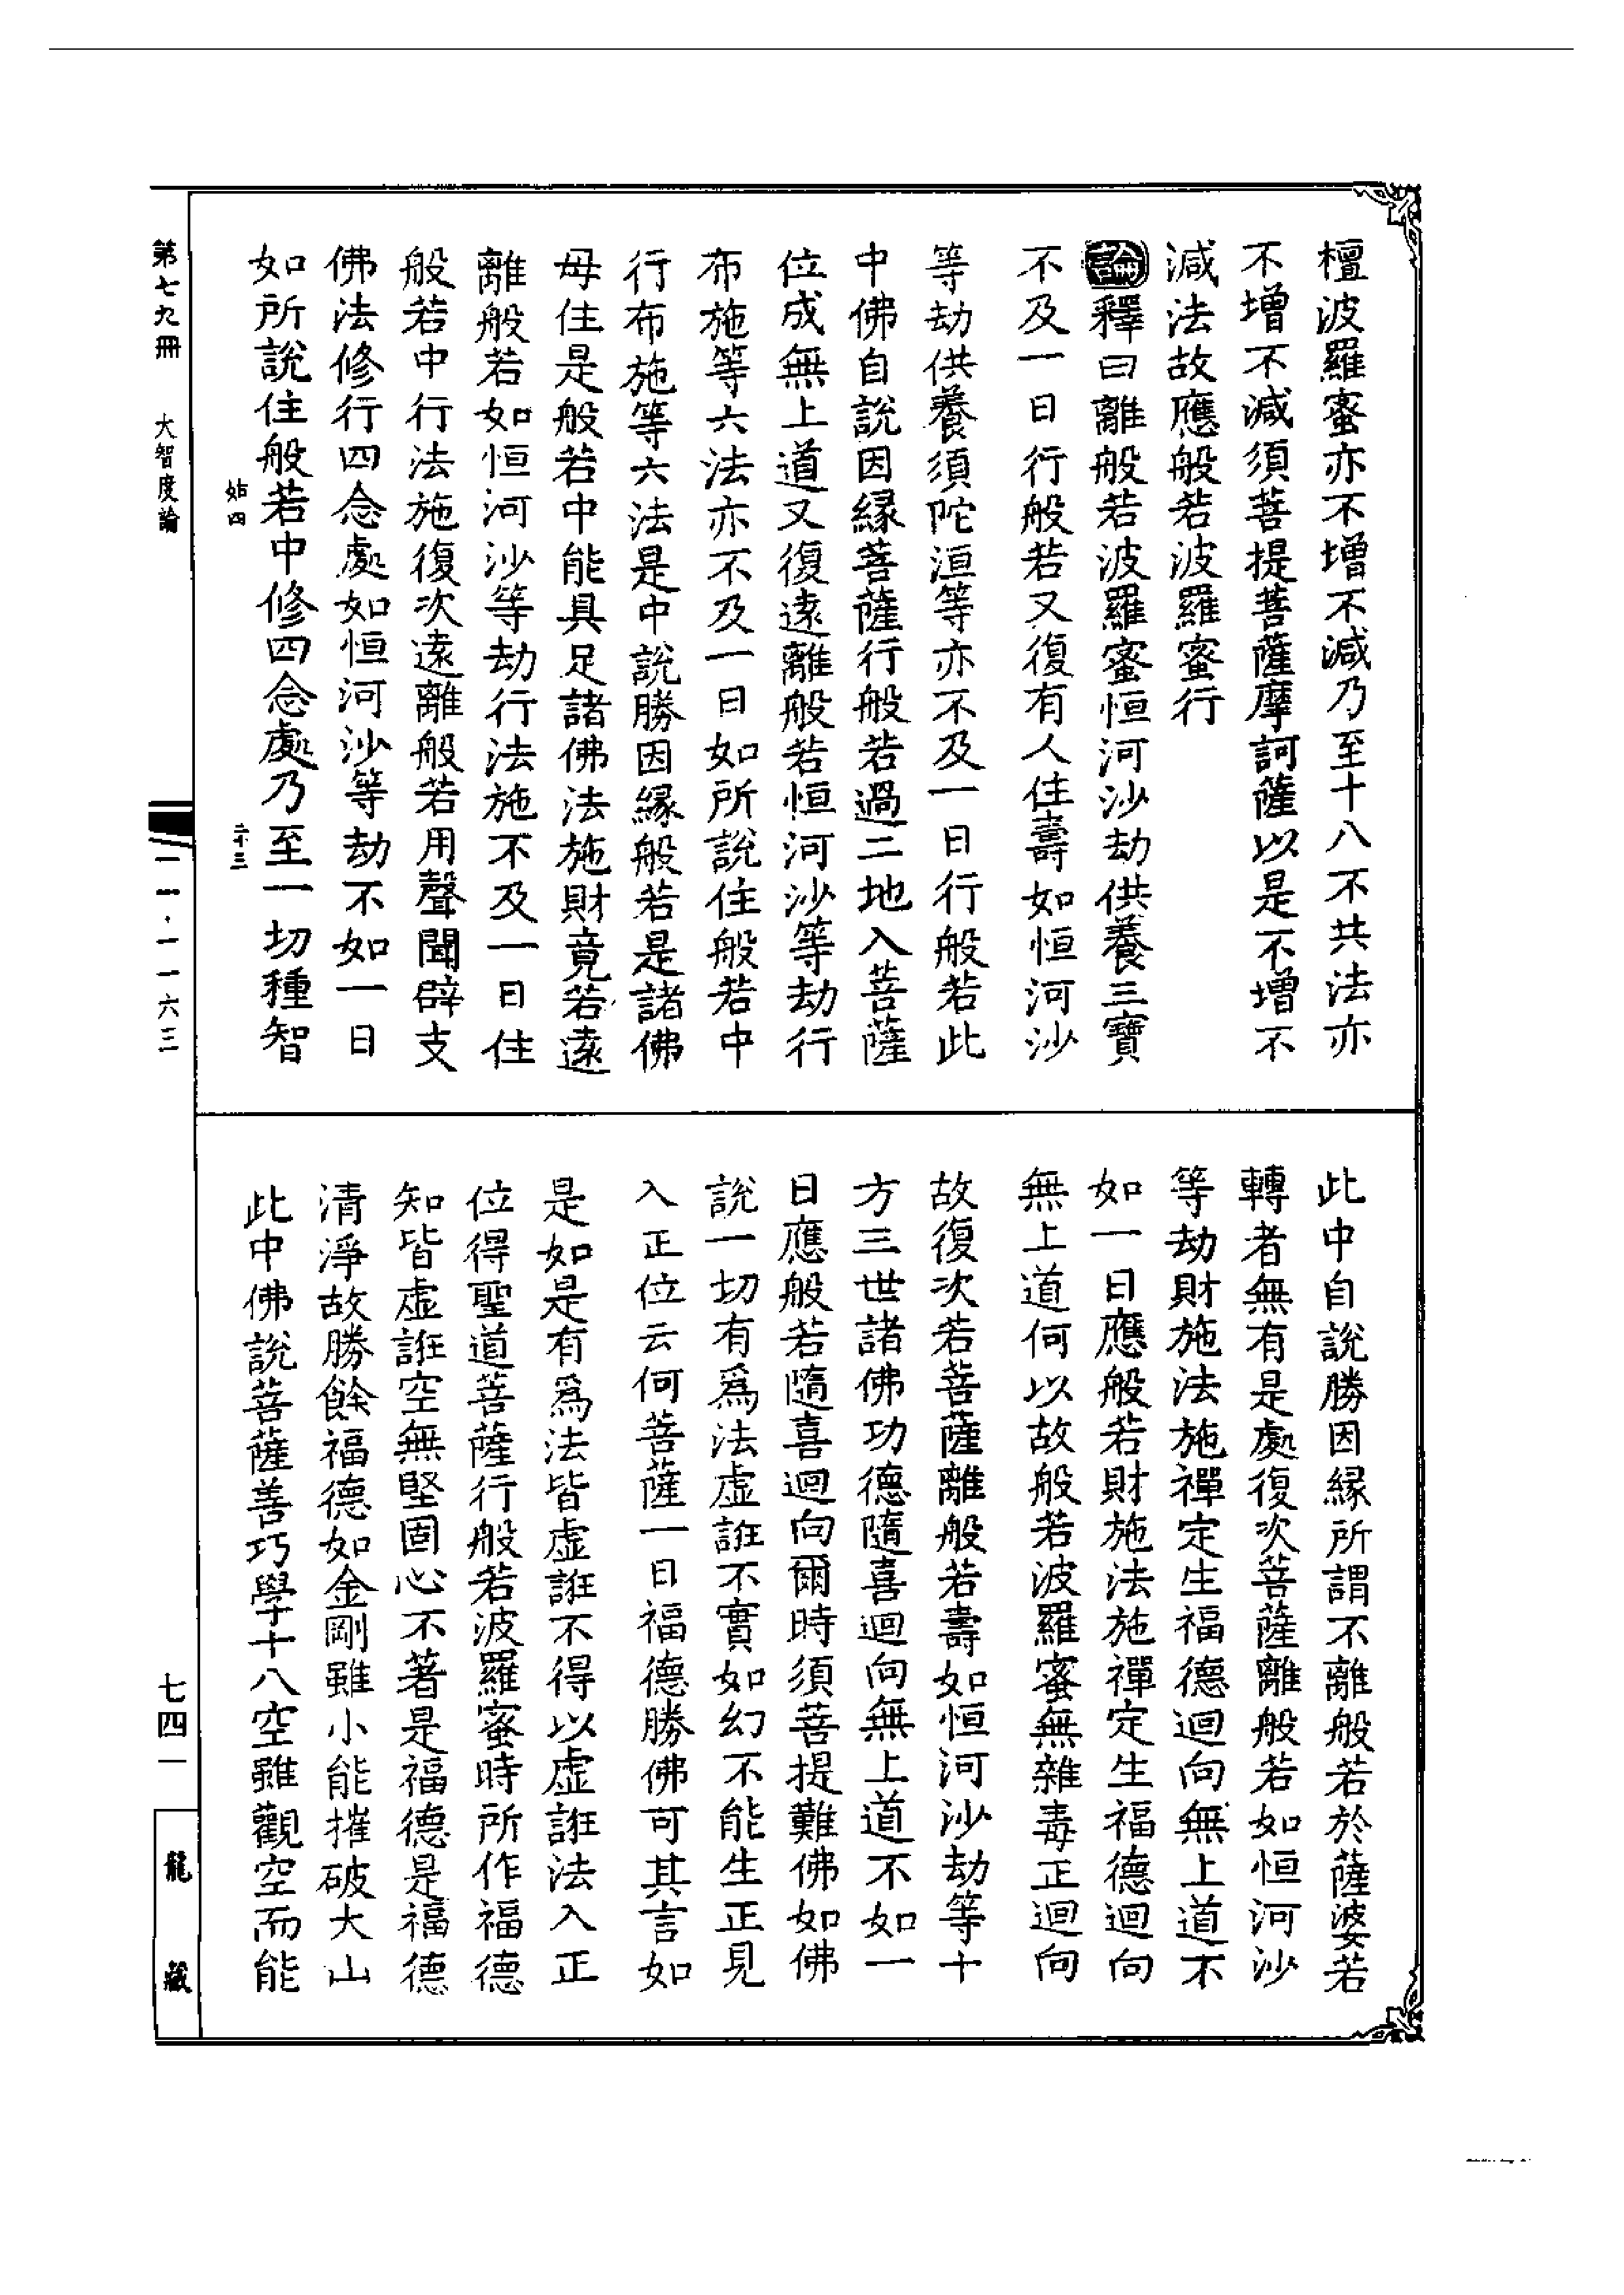 檀波羅蜜亦不增不減乃至十八不共法亦
不增不減須菩提菩薩摩訶薩以是不增不
減法故應般若波羅蜜行
論釋曰離般若波羅蜜恒河沙劫供養三寶
不及一日行般若又復有人住壽如恒河沙
等劫供養須陀洹等亦不及一日行般若此
中佛自說因緣菩薩行般若過二地入菩薩
位成無上道又復遠離般若恒河沙等劫行
布施等六法亦不及一日如所說住般若中
行布施等六法是中說勝因緣般若是諸佛
母住是般若中能具足諸佛法施財竟若遠
離般若如恒河沙等劫行法施不及一日住
般若中行法施復次遠離般若用聲聞辟支
佛法修行四念處如恒河沙等劫不如一日
如所說住般若中修四念處乃至一切種智
此中自說勝因緣所謂不離般若於薩婆若
轉者無有是處復次菩薩離般若如恒河沙
等劫財施法施禪定生福德迴向無上道不
如一日應般若財施法施禪定生福德迴向
無上道何以故般若波羅蜜無雜毒正迴向
故復次若菩薩離般若壽如恒河沙劫等十
方三世諸佛功德隨喜迴向無上道不如一
日應般若隨喜迴向爾時須菩提難佛如佛
說一切有爲法虛誑不實如幻不能生正見
入正位云何菩薩一日福德勝佛可其言如
是如是有爲法皆虛誑不得以虛誑法入正
位得聖道菩薩行般若波羅蜜時所作福德
知皆虛誑空無堅固心不著是福德是福德
清淨故勝餘福德如金剛雖小能摧破大山
此中佛說菩薩善巧學十八空雖觀空而能
第七九冊 大智度論
一一一·一一六三
七四一
龍藏